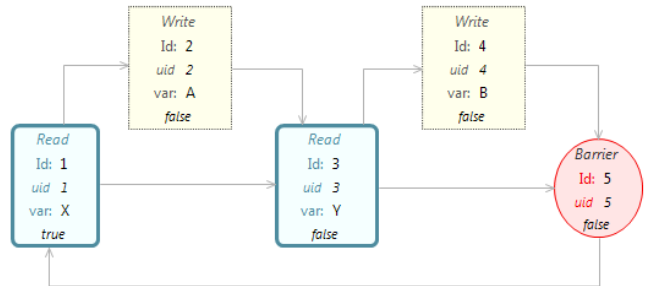 Write
Id: 2
uid 2
var: A
false
Write
Id: 4
uid 4
var: B
false
Read
Id: 1
uid 1
var: X
true
Read
Id: 3
uid 3
var: Y
false
Barrier
Id: 5
uid 5
false